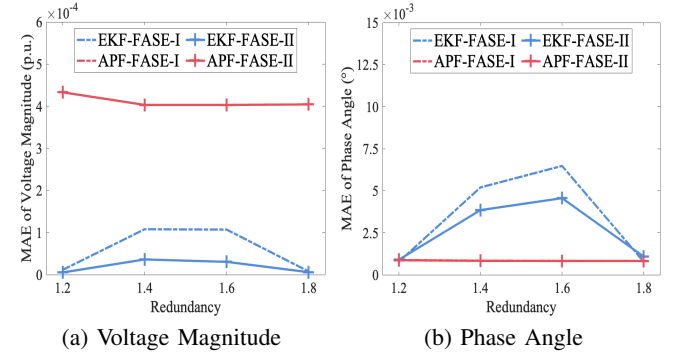 ×10⁻⁴
6
5
4
3
2
1
0
MAE of Voltage Magnitude (p.u.)
EKF-FASE-I EKF-FASE-II
APF-FASE-I APF-FASE-II
1.2 1.4 1.6 1.8
Redundancy
(a) Voltage Magnitude
×10⁻³
15
12.5
10
7.5
5
2.5
0
MAE of Phase Angle (°)
EKF-FASE-I EKF-FASE-II
APF-FASE-I APF-FASE-II
1.2 1.4 1.6 1.8
Redundancy
(b) Phase Angle